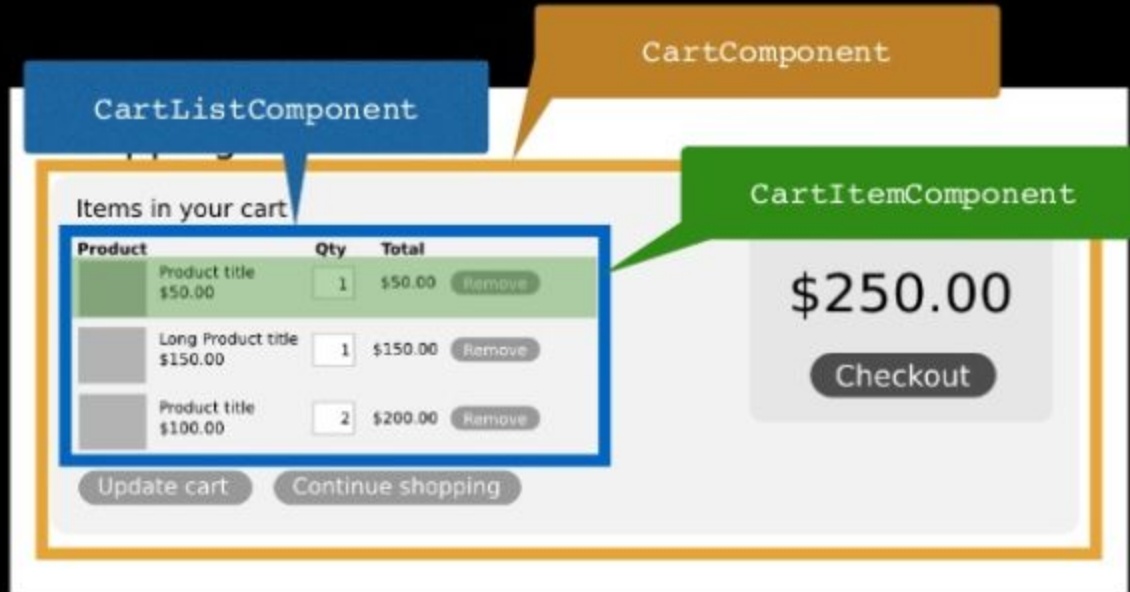 CartComponent
CartListComponent
CartItemComponent
Items in your cart
Product Qty Total
Product title
$50.00
1 $50.00 Remove
Long Product title
$150.00
1 $150.00 Remove
Product title
$100.00
2 $200.00 Remove
$250.00
Checkout
Update cart Continue shopping